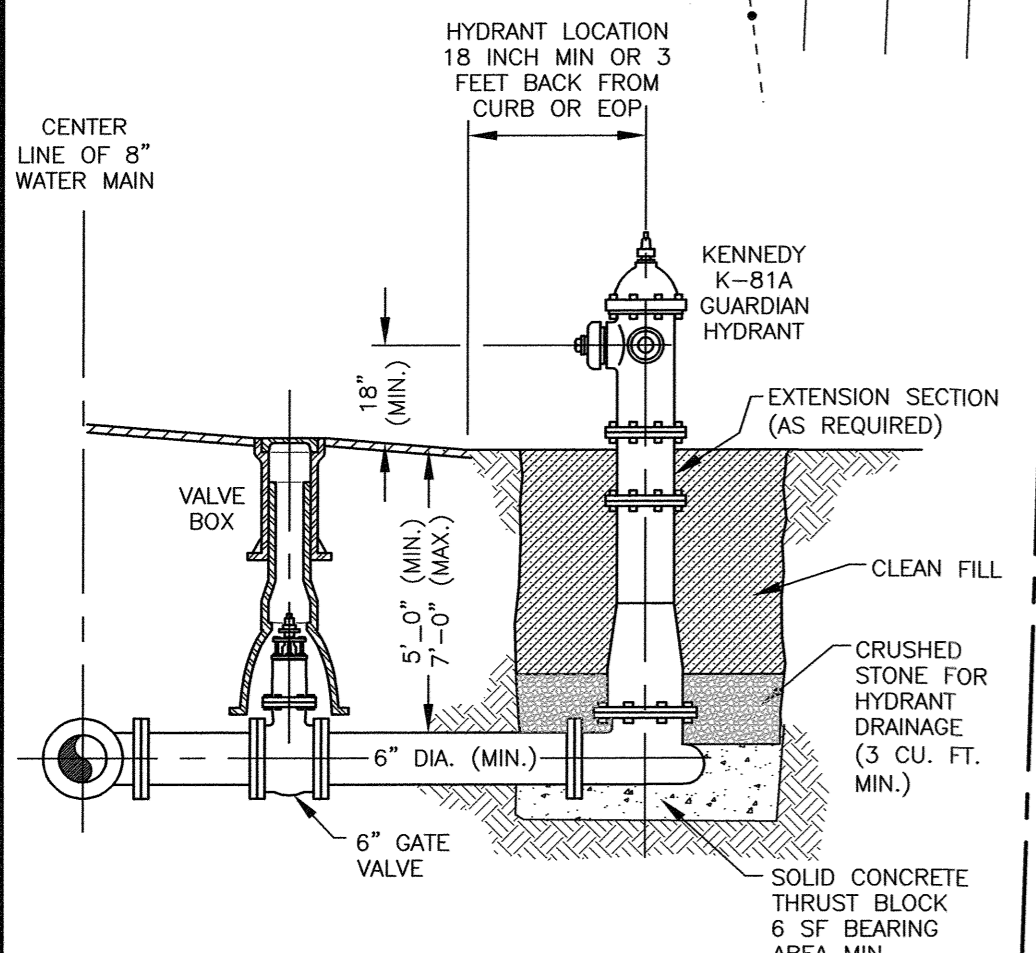 HYDRANT LOCATION
18 INCH MIN OR 3
FEET BACK FROM
CURB OR EOP
CENTER
LINE OF 8"
WATER MAIN
KENNEDY
K-81A
GUARDIAN
HYDRANT
18"
(MIN.)
EXTENSION SECTION
(AS REQUIRED)
VALVE
BOX
5'-0" (MIN.)
7'-0" (MAX.)
CLEAN FILL
CRUSHED
STONE FOR
HYDRANT
DRAINAGE
(3 CU. FT.
MIN.)
6" DIA. (MIN.)
6" GATE
VALVE
SOLID CONCRETE
THRUST BLOCK
6 SF BEARING
AREA MIN